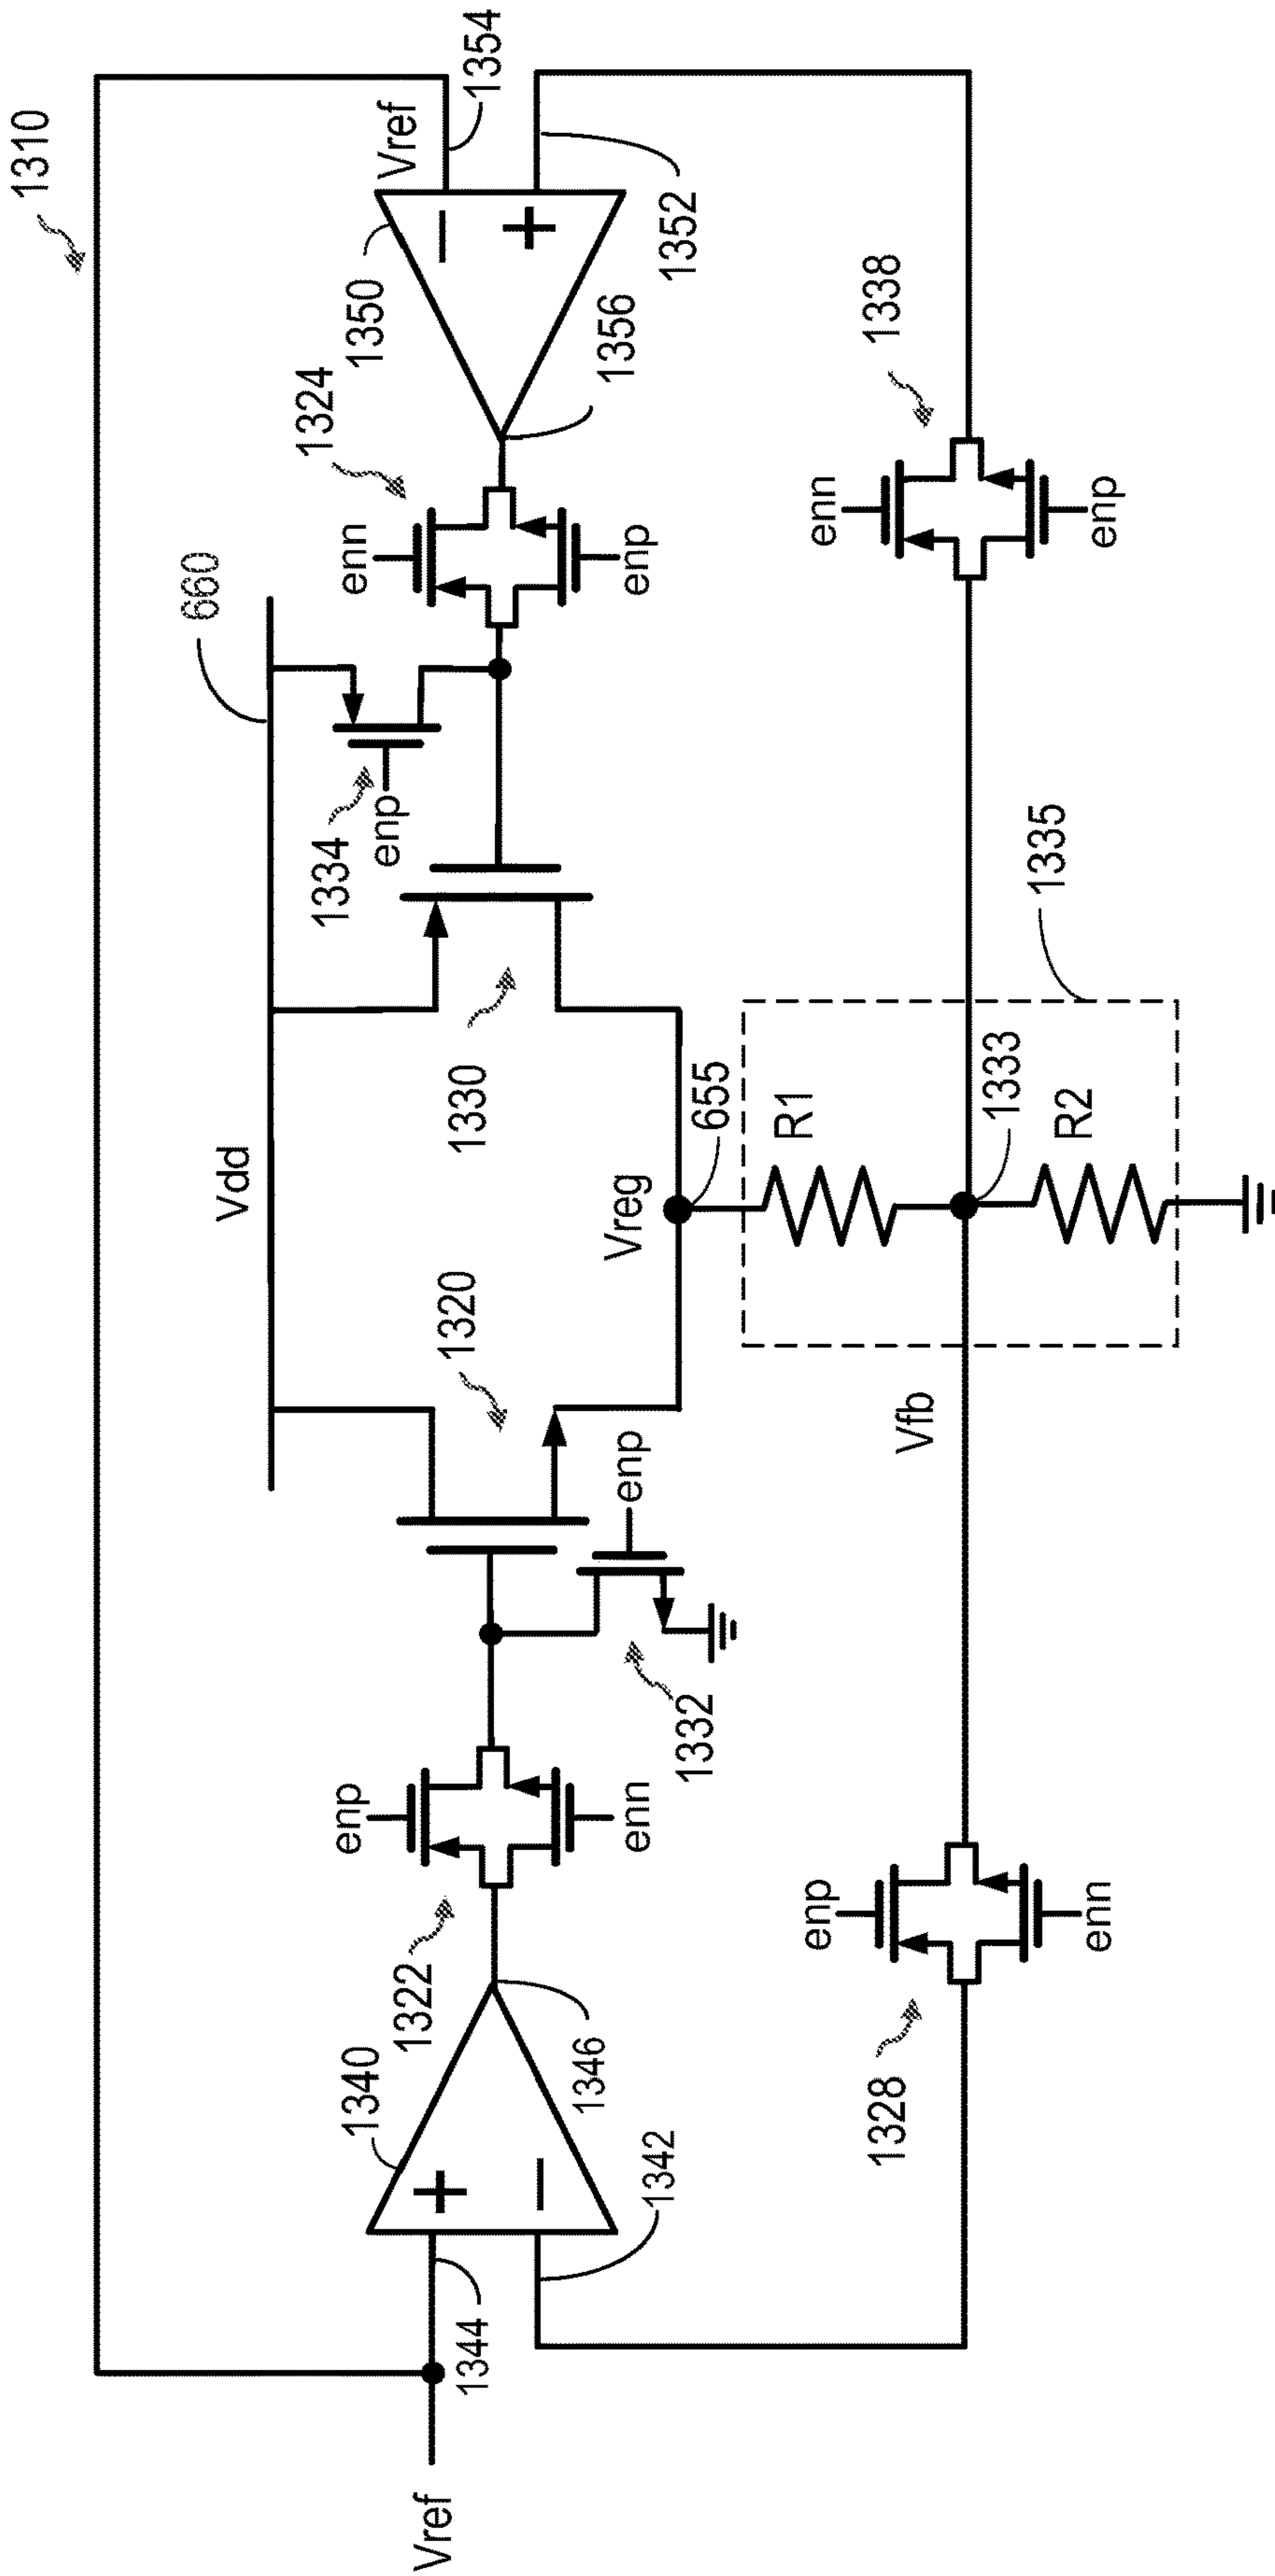 1310
Vref
1354
1350
1352
1356
1324
enn
enp
1338
enn
enp
660
1334
enp
1330
Vdd
1335
655
R1
1333
R2
Vreg
1320
enp
Vfb
1332
enp
enn
1322
1340
1346
1342
enp
enn
1328
1344
Vref
+
−
−
+